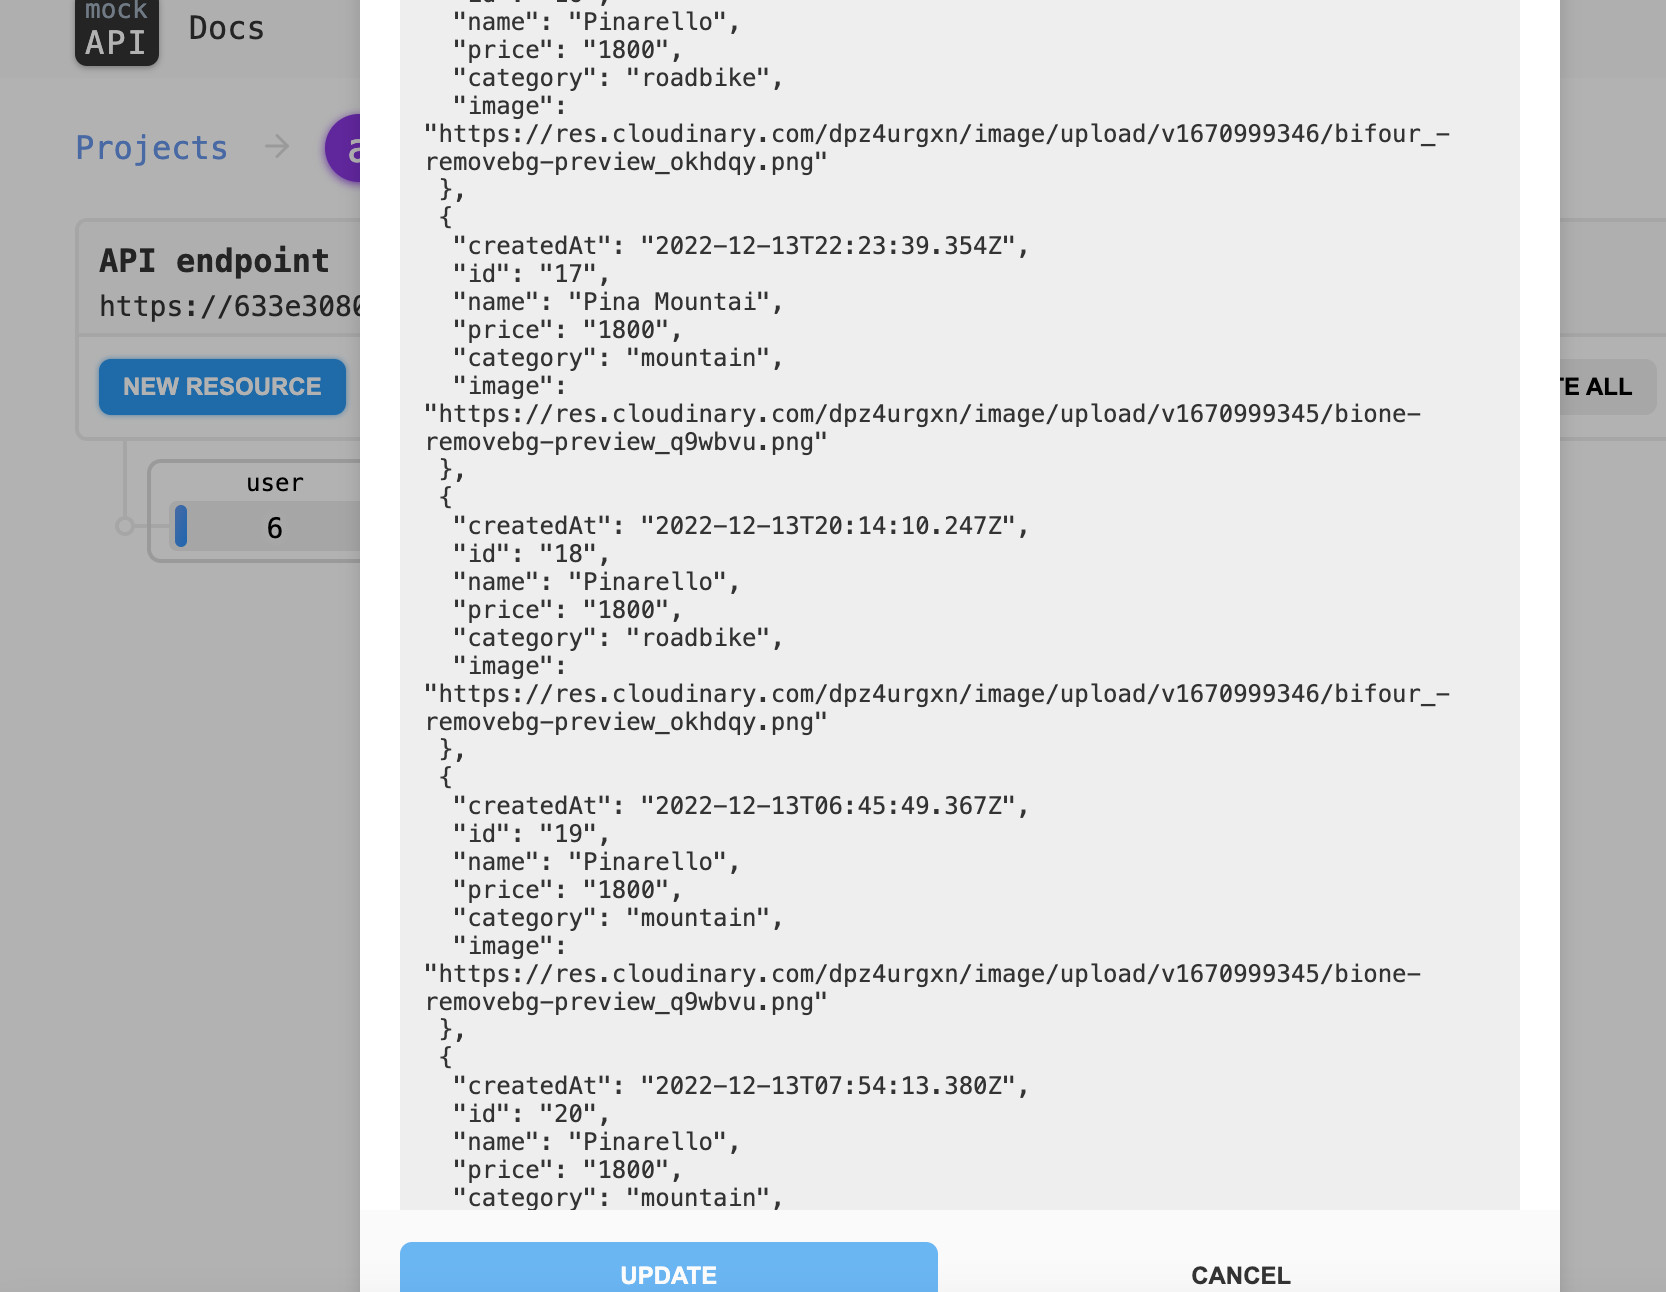 mock
API
Docs
Projects
API endpoint
https://633e3080
NEW RESOURCE
user
6
"name": "Pinarello",
"price": "1800",
"category": "roadbike",
"image":
"https://res.cloudinary.com/dpz4urgxn/image/upload/v1670999346/bifour_-
removebg-preview_okhdqy.png"
},
{
"createdAt": "2022-12-13T22:23:39.354Z",
"id": "17",
"name": "Pina Mountai",
"price": "1800",
"category": "mountain",
"image":
"https://res.cloudinary.com/dpz4urgxn/image/upload/v1670999345/bione-
removebg-preview_q9wbvu.png"
},
{
"createdAt": "2022-12-13T20:14:10.247Z",
"id": "18",
"name": "Pinarello",
"price": "1800",
"category": "roadbike",
"image":
"https://res.cloudinary.com/dpz4urgxn/image/upload/v1670999346/bifour_-
removebg-preview_okhdqy.png"
},
{
"createdAt": "2022-12-13T06:45:49.367Z",
"id": "19",
"name": "Pinarello",
"price": "1800",
"category": "mountain",
"image":
"https://res.cloudinary.com/dpz4urgxn/image/upload/v1670999345/bione-
removebg-preview_q9wbvu.png"
},
{
"createdAt": "2022-12-13T07:54:13.380Z",
"id": "20",
"name": "Pinarello",
"price": "1800",
"category": "mountain",
UPDATE
CANCEL
TE ALL